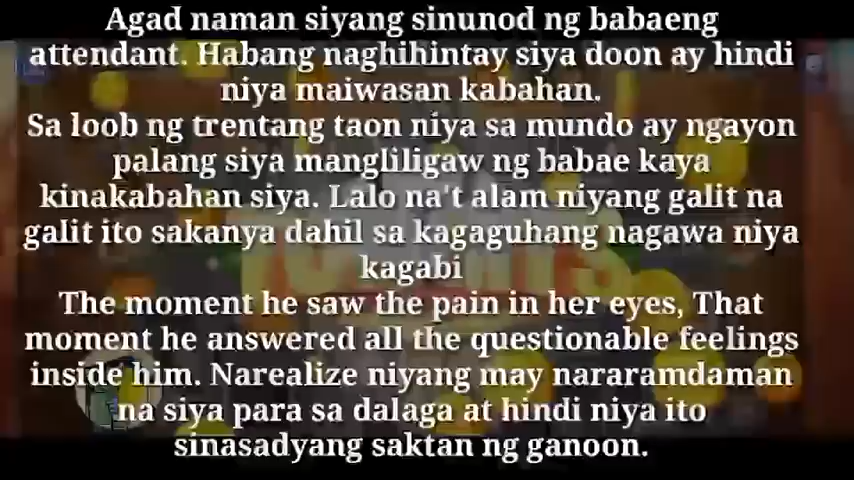 Agad naman siyang sinunod ng babaeng
attendant. Habang naghihintay siya doon ay hindi
niya maiwasan kabahan.
Sa loob ng trentang taon niya sa mundo ay ngayon
palang siya mangliligaw ng babae kaya
kinakabahan siya. Lalo na't alam niyang galit na
galit ito sakanya dahil sa kagaguhang nagawa niya
kagabi
The moment he saw the pain in her eyes, That
moment he answered all the questionable feelings
inside him. Narealize niyang may nararamdaman
na siya para sa dalaga at hindi niya ito
sinasadyang saktan ng ganoon.